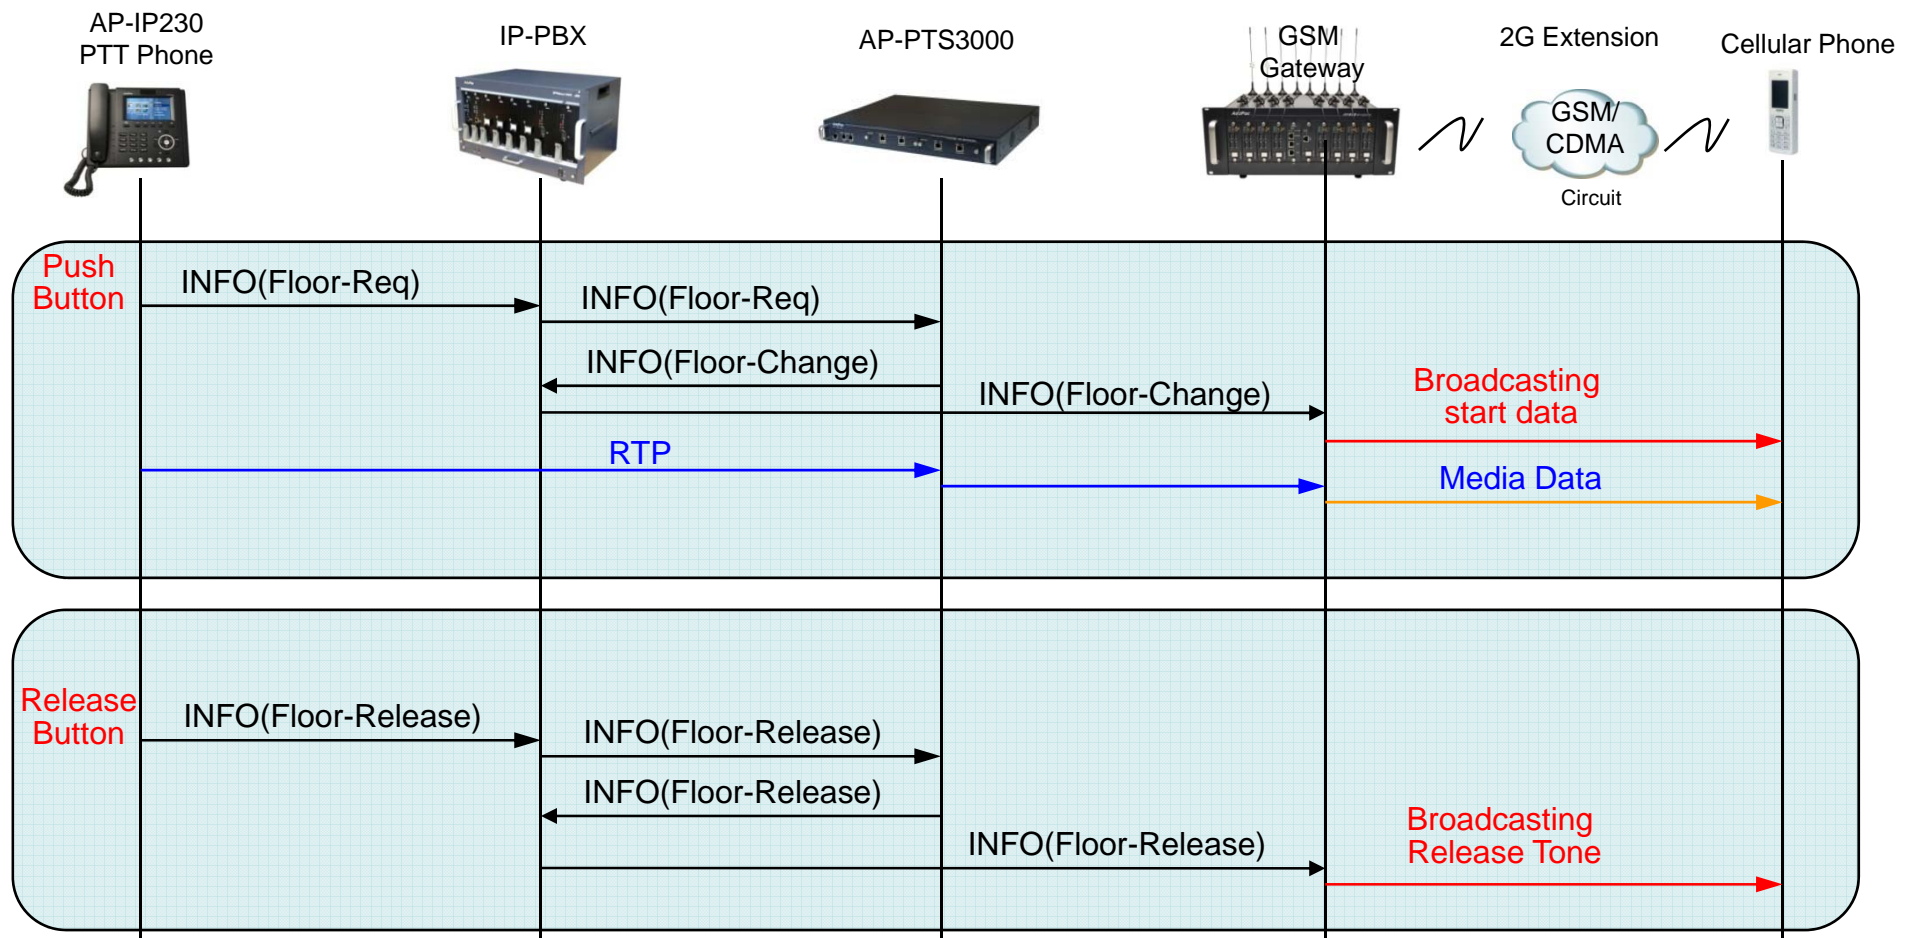 AP-IP230
PTT Phone
IP-PBX
AP-PTS3000
GSM
Gateway
2G Extension
Cellular Phone
GSM/
CDMA
Circuit
Push
Button
INFO(Floor-Req)
INFO(Floor-Req)
INFO(Floor-Change)
INFO(Floor-Change)
Broadcasting
start data
RTP
Media Data
Release
Button
INFO(Floor-Release)
INFO(Floor-Release)
INFO(Floor-Release)
INFO(Floor-Release)
Broadcasting
Release Tone